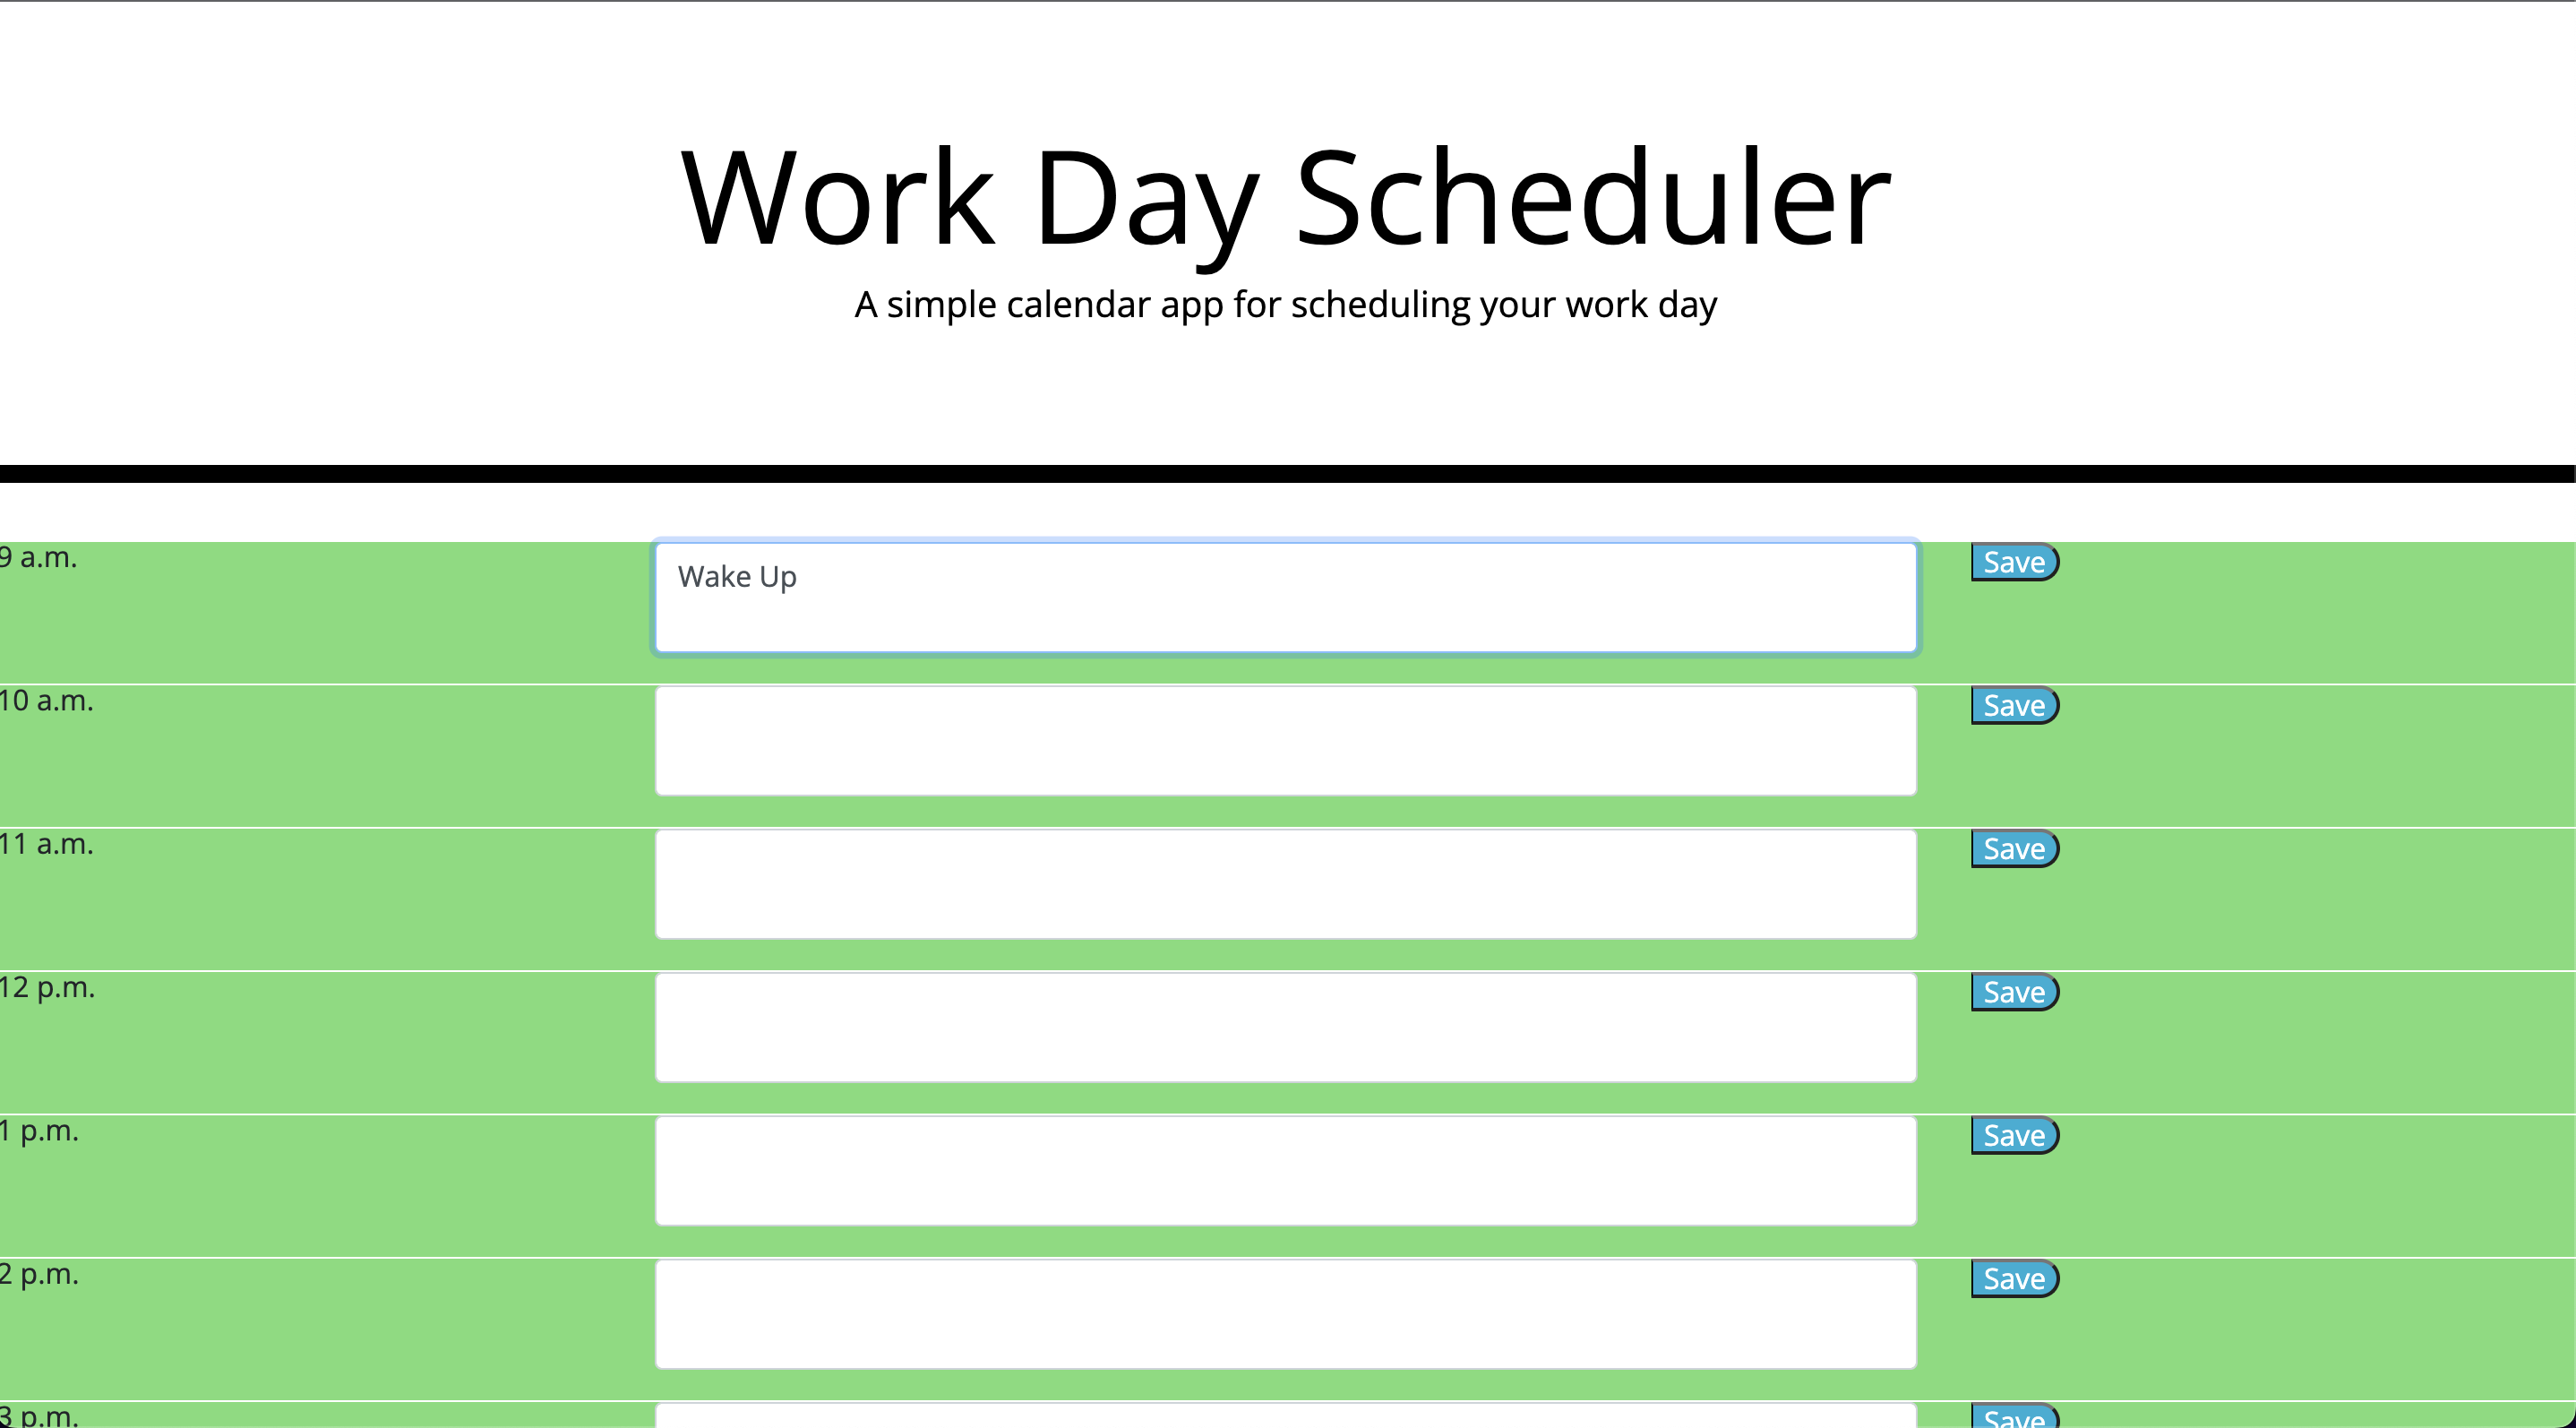 Work Day Scheduler
A simple calendar app for scheduling your work day
9 a.m.
Wake Up
Save
10 a.m.
Save
11 a.m.
Save
12 p.m.
Save
1 p.m.
Save
2 p.m.
Save
3 p.m.
Save